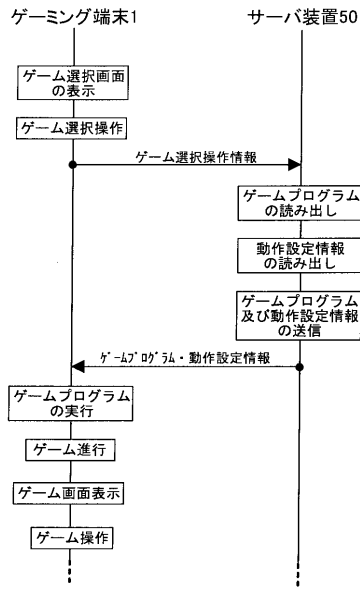 ゲーミング端末1
サーバ装置50
ゲーム選択画面
の表示
ゲーム選択操作
ゲーム選択操作情報
ゲームプログラム
の読み出し
動作設定情報
の読み出し
ゲームプログラム
及び動作設定情報
の送信
ゲームプログラム・動作設定情報
ゲームプログラム
の実行
ゲーム進行
ゲーム画面表示
ゲーム操作